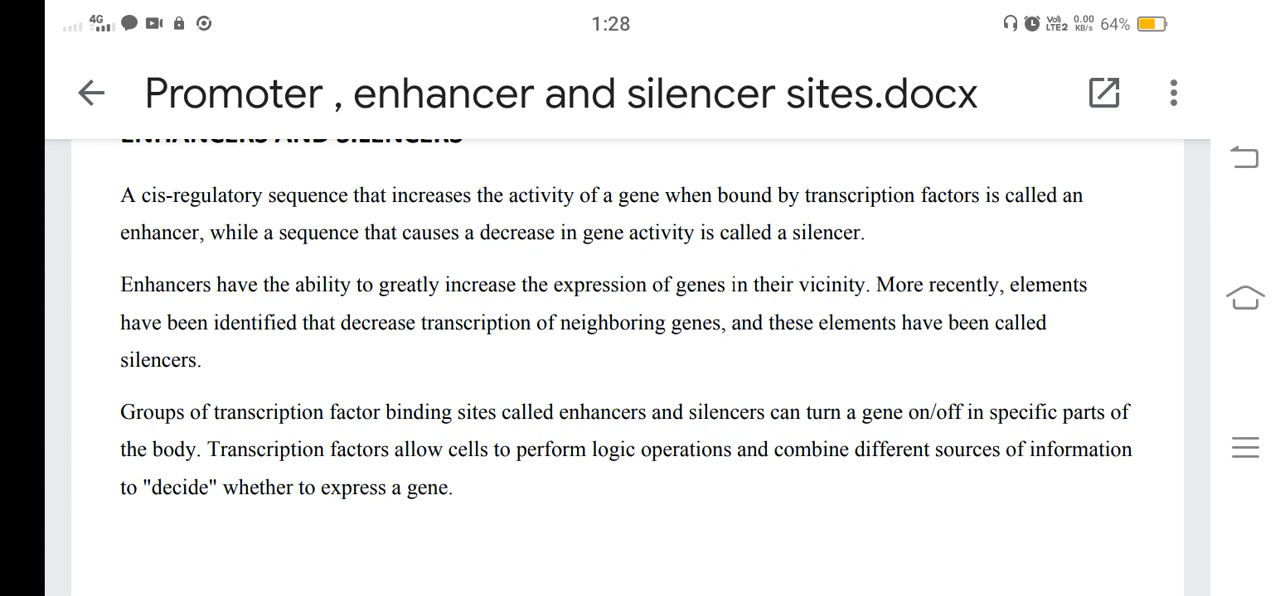 4G 1:28 Vo) LTE2 0.00 KB/s 64%
Promoter , enhancer and silencer sites.docx
ENHANCERS AND SILENCERS
A cis-regulatory sequence that increases the activity of a gene when bound by transcription factors is called an
enhancer, while a sequence that causes a decrease in gene activity is called a silencer.
Enhancers have the ability to greatly increase the expression of genes in their vicinity. More recently, elements
have been identified that decrease transcription of neighboring genes, and these elements have been called
silencers.
Groups of transcription factor binding sites called enhancers and silencers can turn a gene on/off in specific parts of
the body. Transcription factors allow cells to perform logic operations and combine different sources of information
to "decide" whether to express a gene.